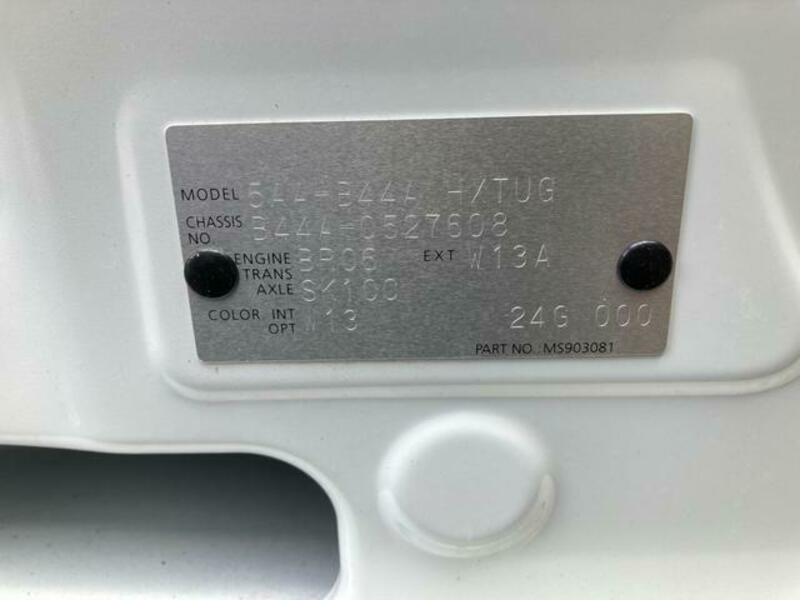 MODEL 5AA-B44A H/TUG
CHASSIS NO. B44A-0527608
ENGINE BR06 EXT W13A
TRANS AXLE SK100
COLOR INT OPT W13 24G 000
PART NO. MS903081